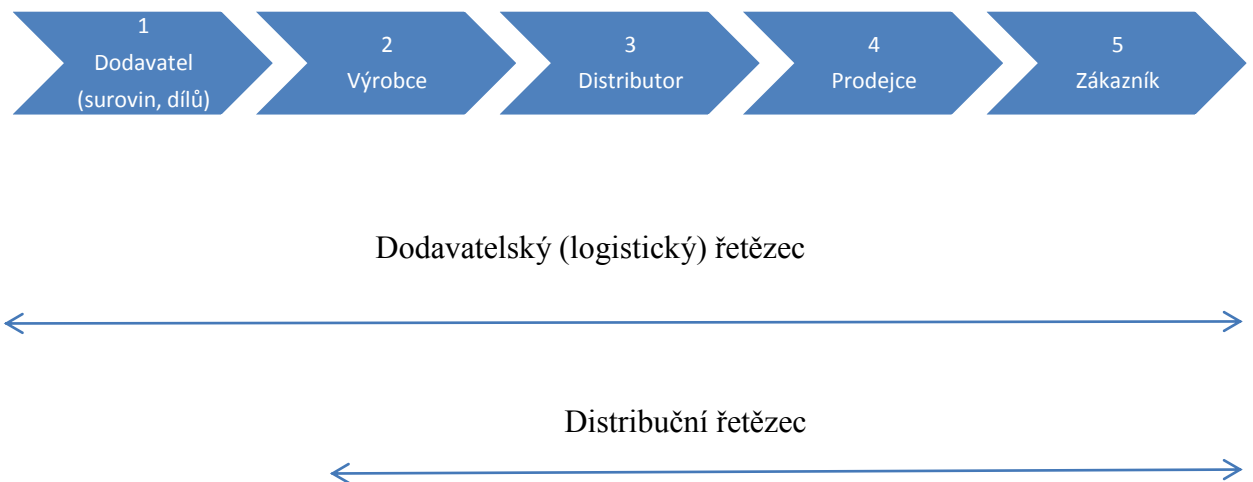 1
Dodavatel
(surovin, dílů)
2
Výrobce
3
Distributor
4
Prodejce
5
Zákazník
Dodavatelský (logistický) řetězec
Distribuční řetězec